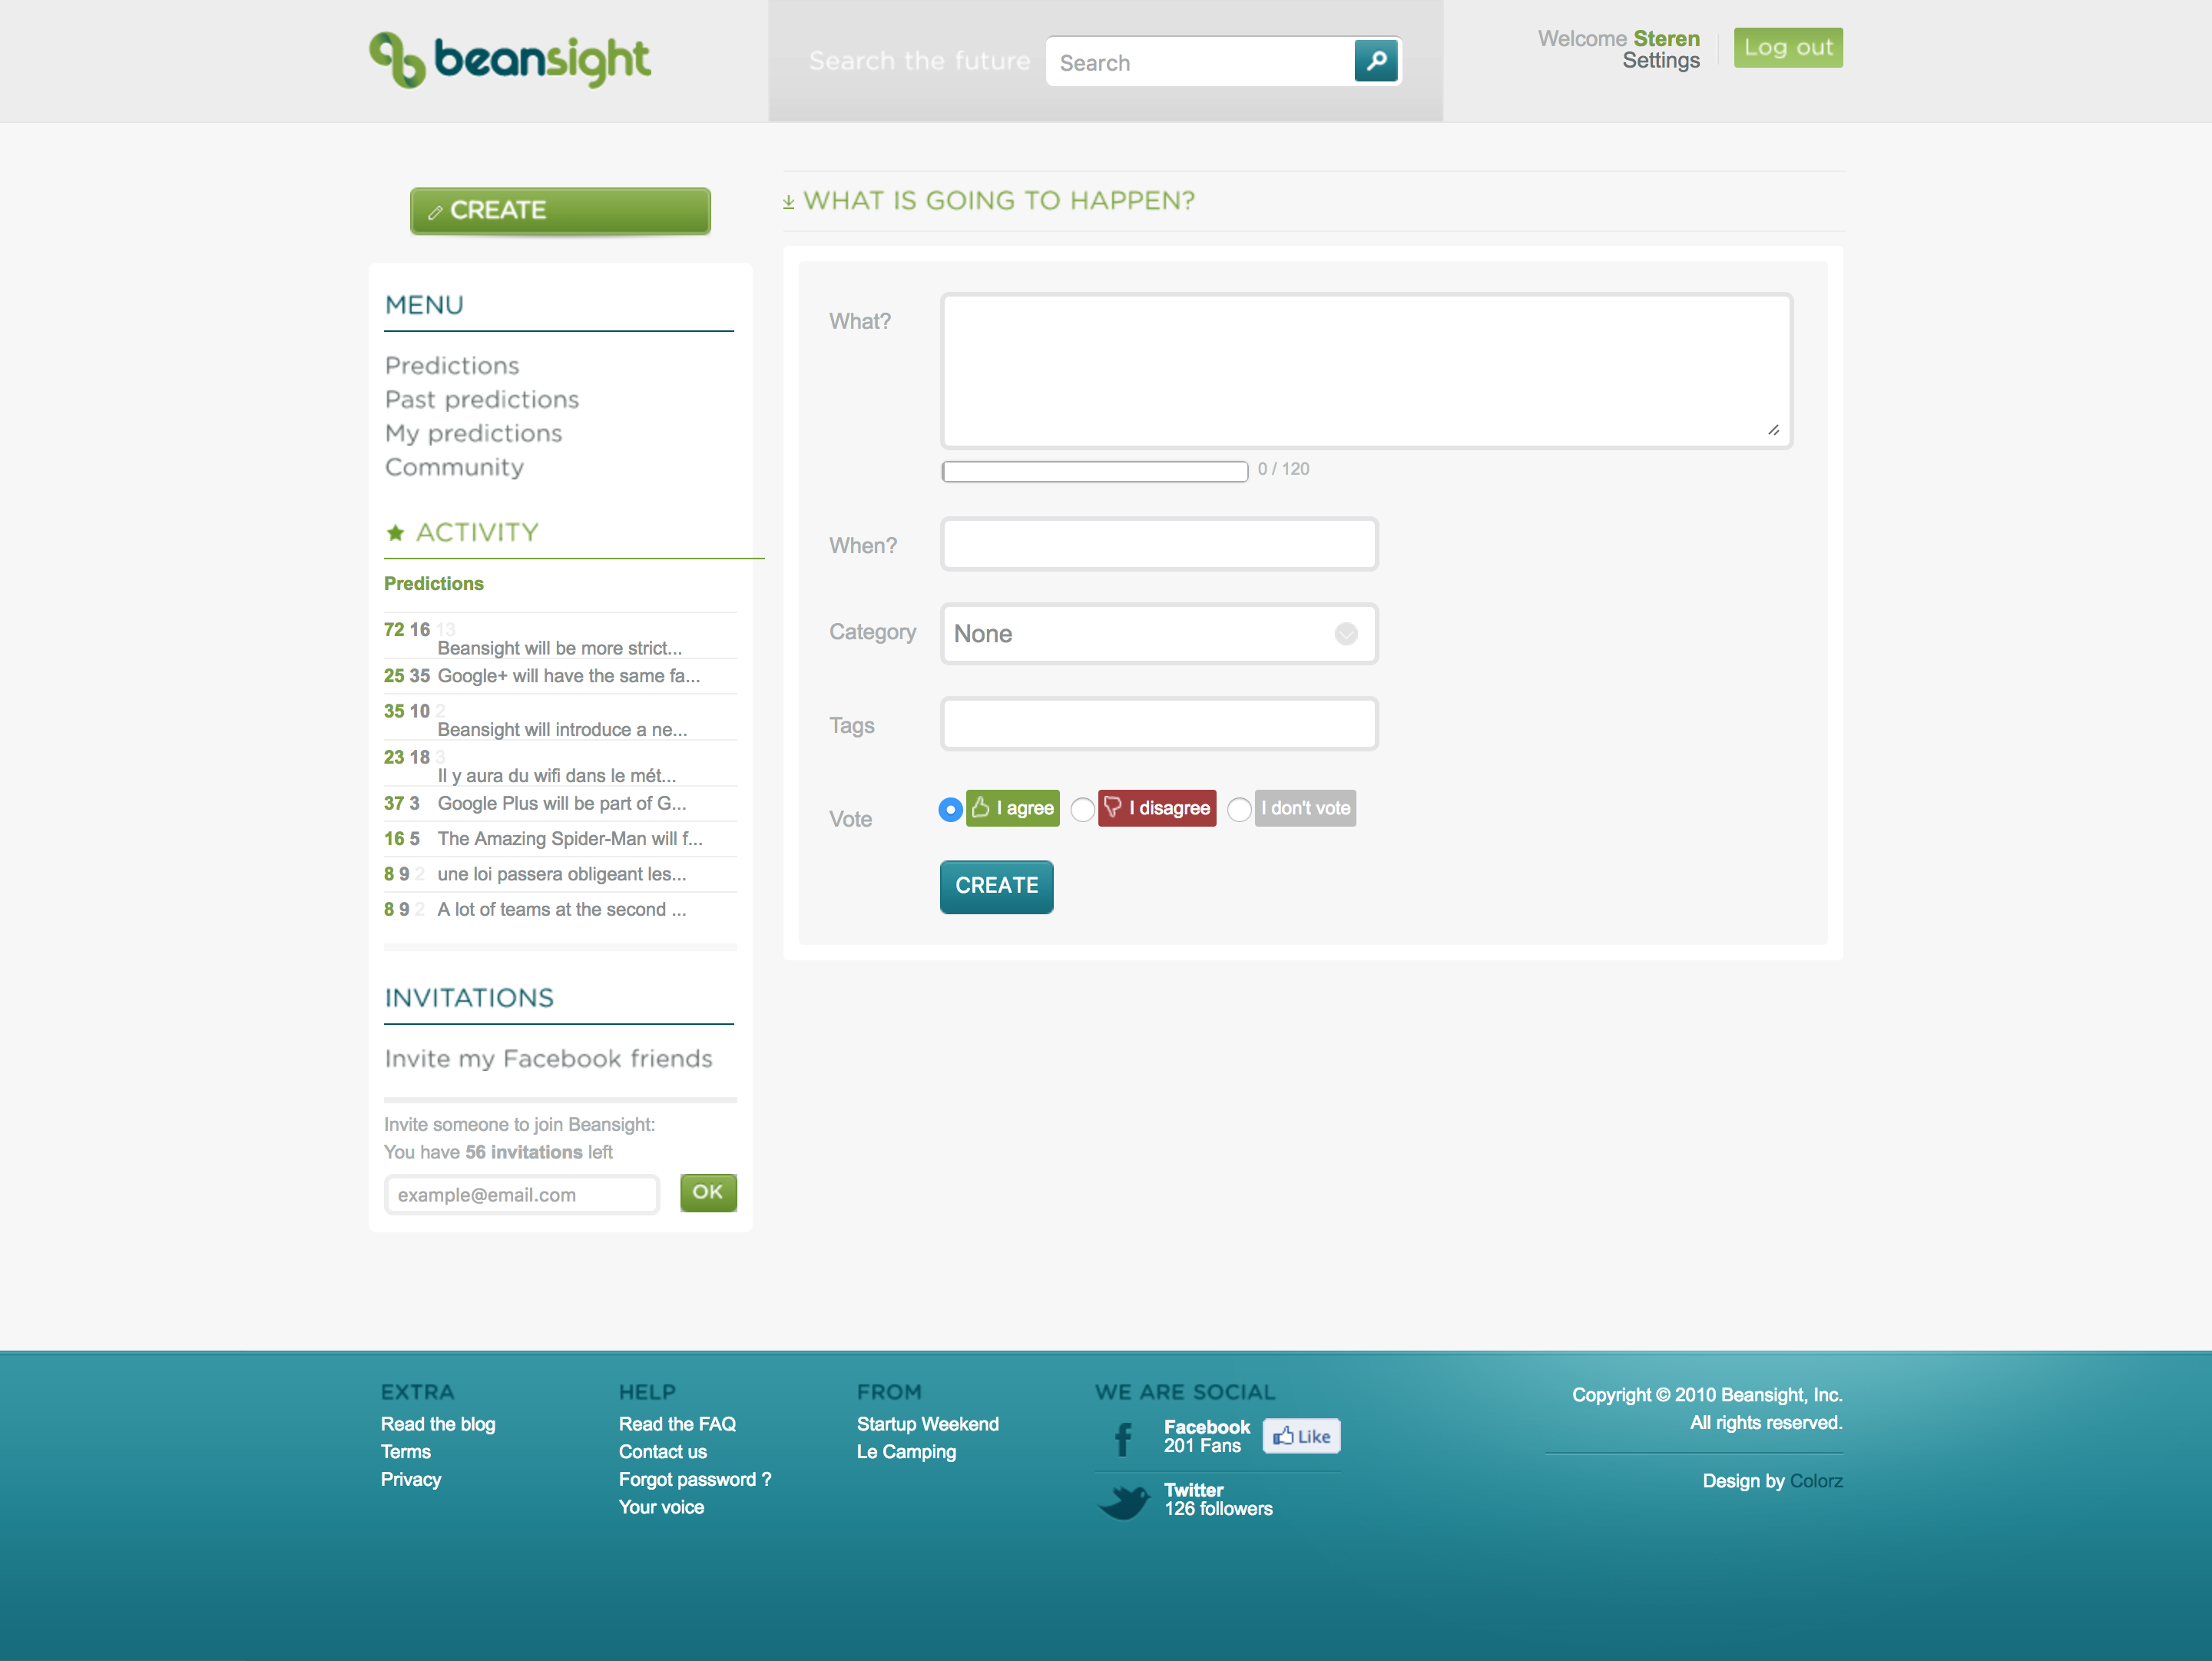 beansight
Search the future
Search
Welcome Steren
Settings
Log out
CREATE
MENU
Predictions
Past predictions
My predictions
Community
ACTIVITY
Predictions
72 16 13
Beansight will be more strict...
25 35 Google+ will have the same fa...
35 10 2
Beansight will introduce a ne...
23 18 3
Il y aura du wifi dans le mét...
37 3 Google Plus will be part of G...
16 5 The Amazing Spider-Man will f...
8 9 2 une loi passera obligeant les...
8 9 2 A lot of teams at the second ...
INVITATIONS
Invite my Facebook friends
Invite someone to join Beansight:
You have 56 invitations left
example@email.com
OK
WHAT IS GOING TO HAPPEN?
What?
0 / 120
When?
Category
None
Tags
Vote
I agree
I disagree
I don't vote
CREATE
EXTRA
Read the blog
Terms
Privacy
HELP
Read the FAQ
Contact us
Forgot password ?
Your voice
FROM
Startup Weekend
Le Camping
WE ARE SOCIAL
Facebook
201 Fans
Like
Twitter
126 followers
Copyright © 2010 Beansight, Inc.
All rights reserved.
Design by Colorz